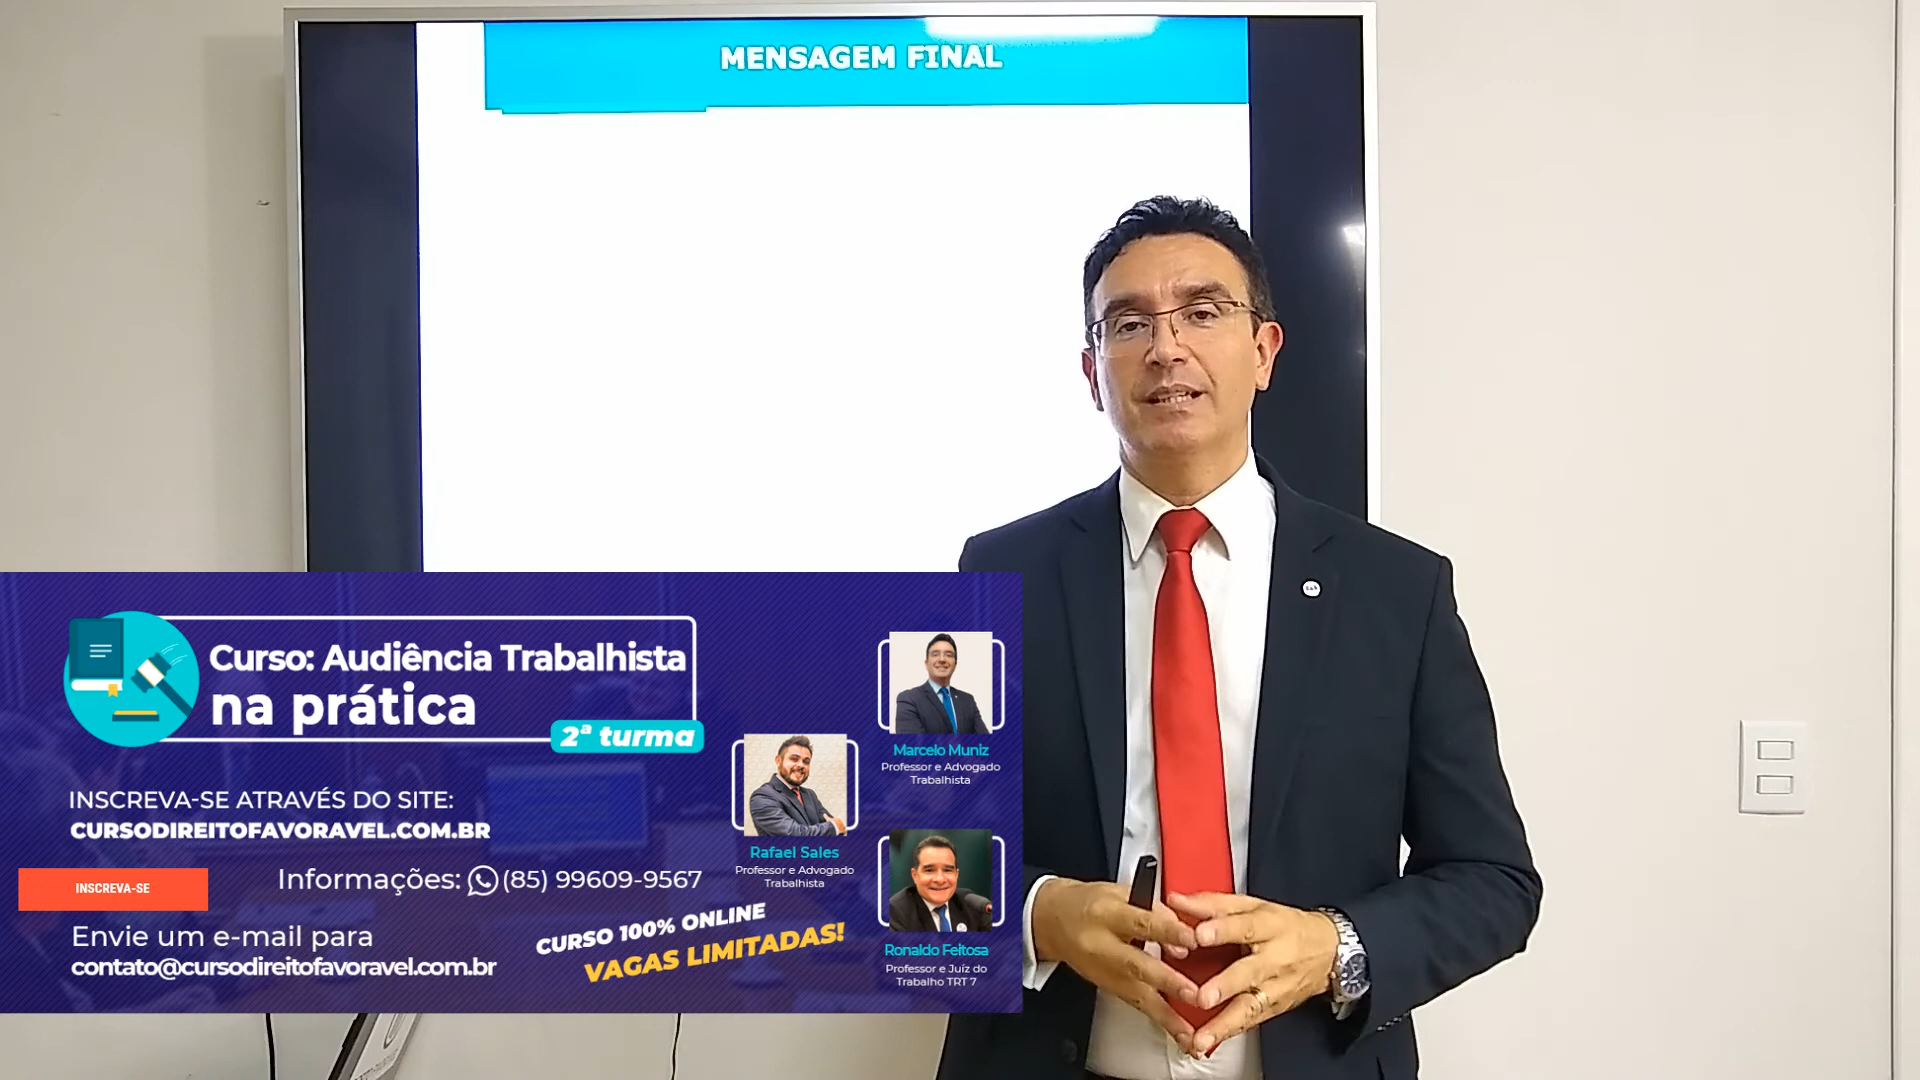 MENSAGEM FINAL
Curso: Audiência Trabalhista
na prática
2ª turma
INSCREVA-SE ATRAVÉS DO SITE:
CURSODIREITOFAVORAVEL.COM.BR
INSCREVA-SE
Informações: (85) 99609-9567
Envie um e-mail para
contato@cursodireitofavoravel.com.br
CURSO 100% ONLINE
VAGAS LIMITADAS!
Marcelo Muniz
Professor e Advogado
Trabalhista
Rafael Sales
Professor e Advogado
Trabalhista
Ronaldo Feitosa
Professor e Juíz do
Trabalho TRT 7